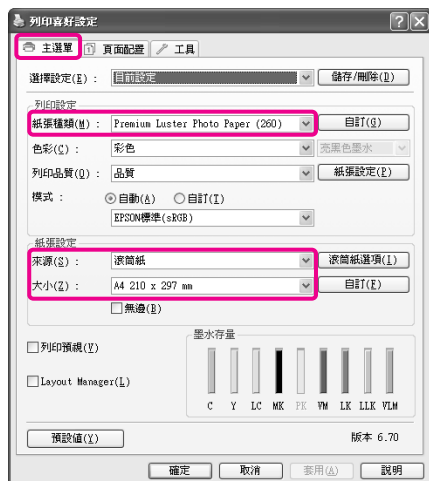 列印喜好設定
主選單 頁面配置 工具
選擇設定(E): 目前設定 儲存/刪除(D)
列印設定
紙張種類(M): Premium Luster Photo Paper (260) 自訂(G)
色彩(C): 彩色 亮黑色墨水
列印品質(Q): 品質 紙張設定(P)
模式: 自動(A) 自訂(I)
EPSON標準(sRGB)
紙張設定
來源(S): 滾筒紙 滾筒紙選項(I)
大小(Z): A4 210 x 297 mm 自訂(F)
無邊(B)
墨水存量
列印預視(V)
Layout Manager(L)
C Y LC MK PK VM LK LLK VLM
預設值(Y) 版本 6.70
確定 取消 套用(A) 說明